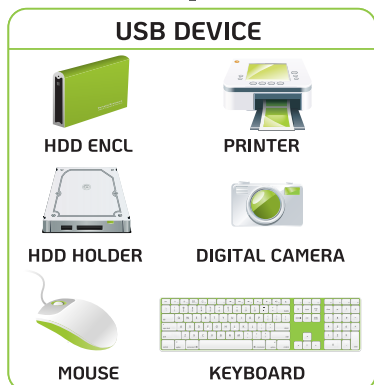 USB DEVICE
HDD ENCL
PRINTER
HDD HOLDER
DIGITAL CAMERA
MOUSE
KEYBOARD